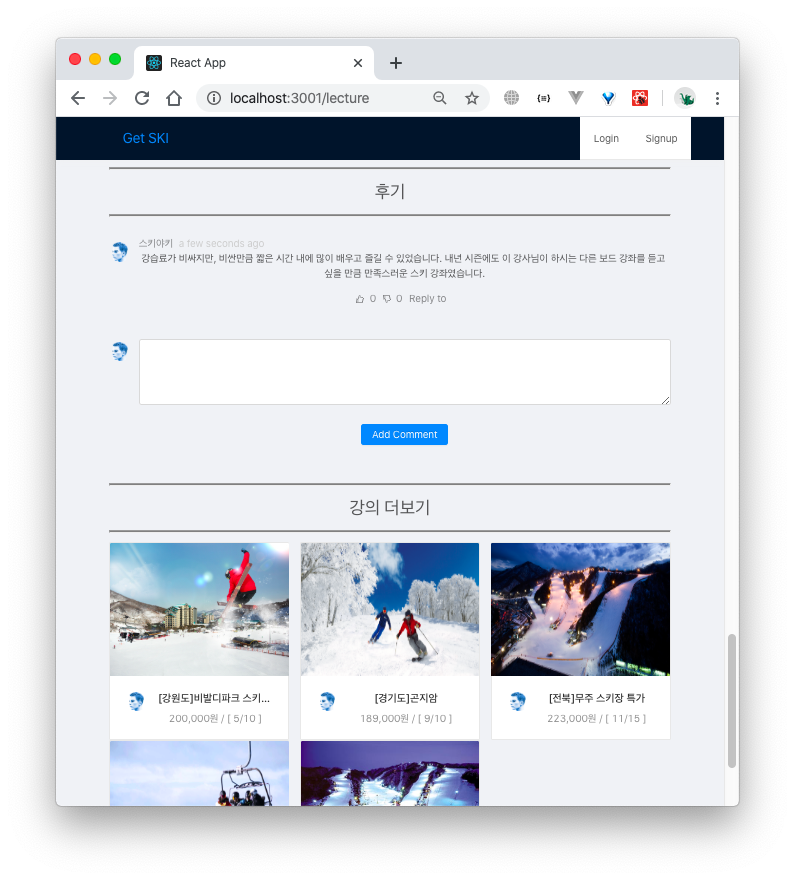 React App
localhost:3001/lecture
Get SKI
Login
Signup
후기
스키야키 a few seconds ago
강습료가 비싸지만, 비싼만큼 짧은 시간 내에 많이 배우고 즐길 수 있었습니다. 내년 시즌에도 이 강사님이 하시는 다른 보드 강좌를 듣고
싶을 만큼 만족스러운 스키 강좌였습니다.
0 0 Reply to
Add Comment
강의 더보기
[강원도]비발디파크 스키...
200,000원 / [ 5/10 ]
[경기도]곤지암
189,000원 / [ 9/10 ]
[전북]무주 스키장 특가
223,000원 / [ 11/15 ]